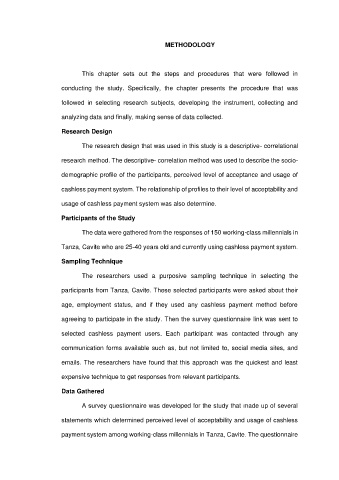 METHODOLOGY
This chapter sets out the steps and procedures that were followed in
conducting the study. Specifically, the chapter presents the procedure that was
followed in selecting research subjects, developing the instrument, collecting and
analyzing data and finally, making sense of data collected.
Research Design
The research design that was used in this study is a descriptive- correlational
research method. The descriptive- correlation method was used to describe the socio-
demographic profile of the participants, perceived level of acceptance and usage of
cashless payment system. The relationship of profiles to their level of acceptability and
usage of cashless payment system was also determine.
Participants of the Study
The data were gathered from the responses of 150 working-class millennials in
Tanza, Cavite who are 25-40 years old and currently using cashless payment system.
Sampling Technique
The researchers used a purposive sampling technique in selecting the
participants from Tanza, Cavite. These selected participants were asked about their
age, employment status, and if they used any cashless payment method before
agreeing to participate in the study. Then the survey questionnaire link was sent to
selected cashless payment users. Each participant was contacted through any
communication forms available such as, but not limited to, social media sites, and
emails. The researchers have found that this approach was the quickest and least
expensive technique to get responses from relevant participants.
Data Gathered
A survey questionnaire was developed for the study that made up of several
statements which determined perceived level of acceptability and usage of cashless
payment system among working-class millennials in Tanza, Cavite. The questionnaire